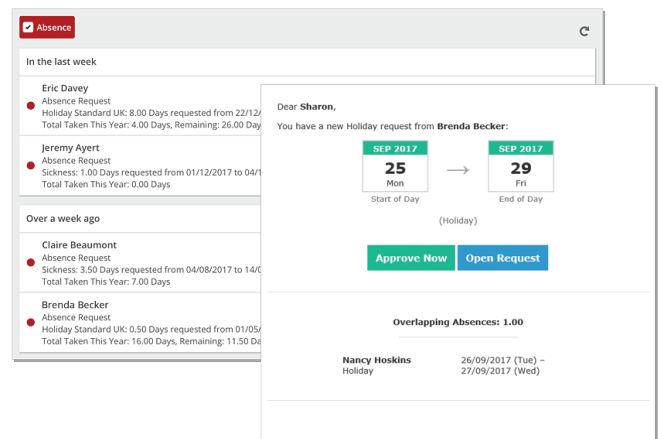 Absence
In the last week
Eric Davey
Absence Request
Holiday Standard UK: 8.00 Days requested from 22/12/
Total Taken This Year: 4.00 Days, Remaining: 26.00 Day
Jeremy Ayert
Absence Request
Sickness: 1.00 Days requested from 01/12/2017 to 04/1
Total Taken This Year: 0.00 Days
Over a week ago
Claire Beaumont
Absence Request
Sickness: 3.50 Days requested from 04/08/2017 to 14/0
Total Taken This Year: 7.00 Days
Brenda Becker
Absence Request
Holiday Standard UK: 0.50 Days requested from 01/05/
Total Taken This Year: 16.00 Days, Remaining: 11.50 Da
Dear Sharon,
You have a new Holiday request from Brenda Becker:
SEP 2017 SEP 2017
25 → 29
Mon Fri
Start of Day End of Day
(Holiday)
Approve Now Open Request
Overlapping Absences: 1.00
Nancy Hoskins 26/09/2017 (Tue) –
Holiday 27/09/2017 (Wed)